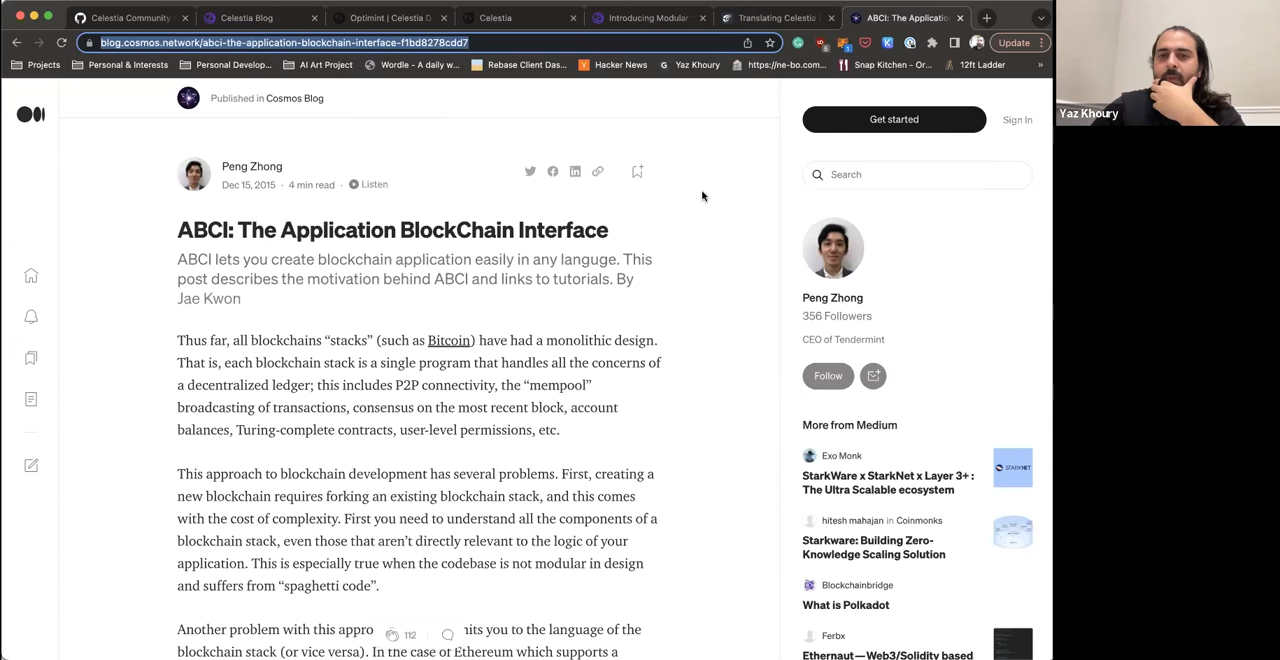 Celestia Community
Celestia Blog
Optimint | Celestia D
Celestia
Introducing Modular
Translating Celestia
ABCI: The Applicatio
blog.cosmos.network/abci-the-application-blockchain-interface-f1bd8278cdd7
Update
Projects
Personal & Interests
Personal Develop...
AI Art Project
Wordle - A daily w...
Rebase Client Das...
Hacker News
Yaz Khoury
https://ne-bo.com...
Snap Kitchen - Or...
12ft Ladder
»
Yaz Khoury
Published in Cosmos Blog
Get started
Sign In
Peng Zhong
Dec 15, 2015 · 4 min read · Listen
Search
ABCI: The Application BlockChain Interface
ABCI lets you create blockchain application easily in any languge. This
post describes the motivation behind ABCI and links to tutorials. By
Jae Kwon
Thus far, all blockchains “stacks” (such as Bitcoin) have had a monolithic design.
That is, each blockchain stack is a single program that handles all the concerns of
a decentralized ledger; this includes P2P connectivity, the “mempool”
broadcasting of transactions, consensus on the most recent block, account
balances, Turing-complete contracts, user-level permissions, etc.
This approach to blockchain development has several problems. First, creating a
new blockchain requires forking an existing blockchain stack, and this comes
with the cost of complexity. First you need to understand all the components of a
blockchain stack, even those that aren’t directly relevant to the logic of your
application. This is especially true when the codebase is not modular in design
and suffers from “spaghetti code”.
Another problem with this appro
mits you to the language of the
blockchain stack (or vice versa). In the case of Ethereum which supports a
112
Peng Zhong
356 Followers
CEO of Tendermint
Follow
More from Medium
Exo Monk
StarkWare x StarkNet x Layer 3+ :
The Ultra Scalable ecosystem
STARKNET
hitesh mahajan in Coinmonks
Starkware: Building Zero-
Knowledge Scaling Solution
Blockchainbridge
What is Polkadot
Ferbx
Ethernaut—Web3/Solidity based